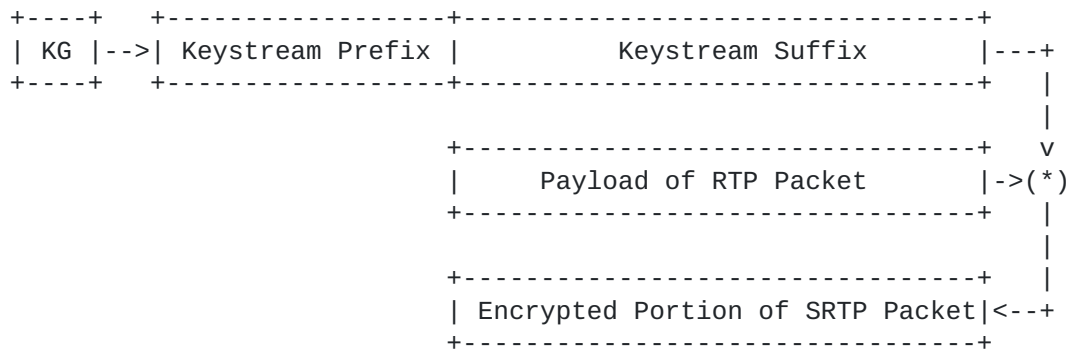 +----+   +------------------+---------------------------------+
| KG |-->| Keystream Prefix |          Keystream Suffix       |---+
+----+   +------------------+---------------------------------+   |
                                                                  |
                            +---------------------------------+   v
                            |     Payload of RTP Packet       |->(*)
                            +---------------------------------+   |
                                                                  |
                            +---------------------------------+   |
                            | Encrypted Portion of SRTP Packet|<--+
                            +---------------------------------+